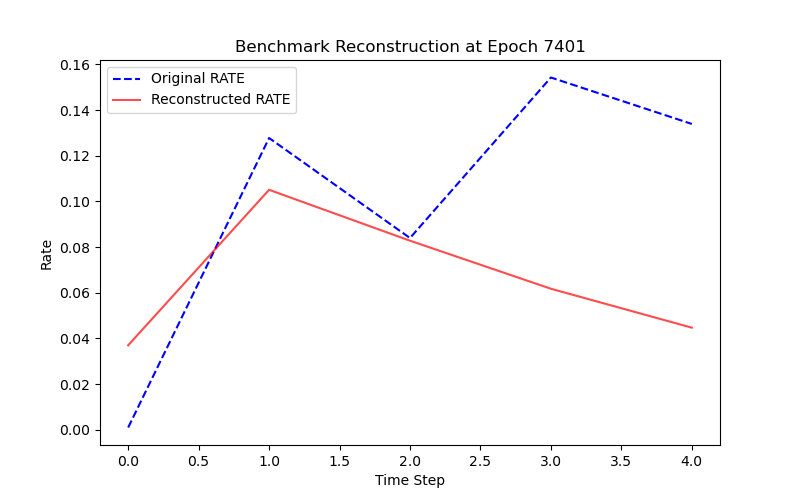 Benchmark Reconstruction at Epoch 7401
Original RATE
Reconstructed RATE
0.16
0.14
0.12
0.10
0.08
0.06
0.04
0.02
0.00
Rate
0.0 0.5 1.0 1.5 2.0 2.5 3.0 3.5 4.0
Time Step